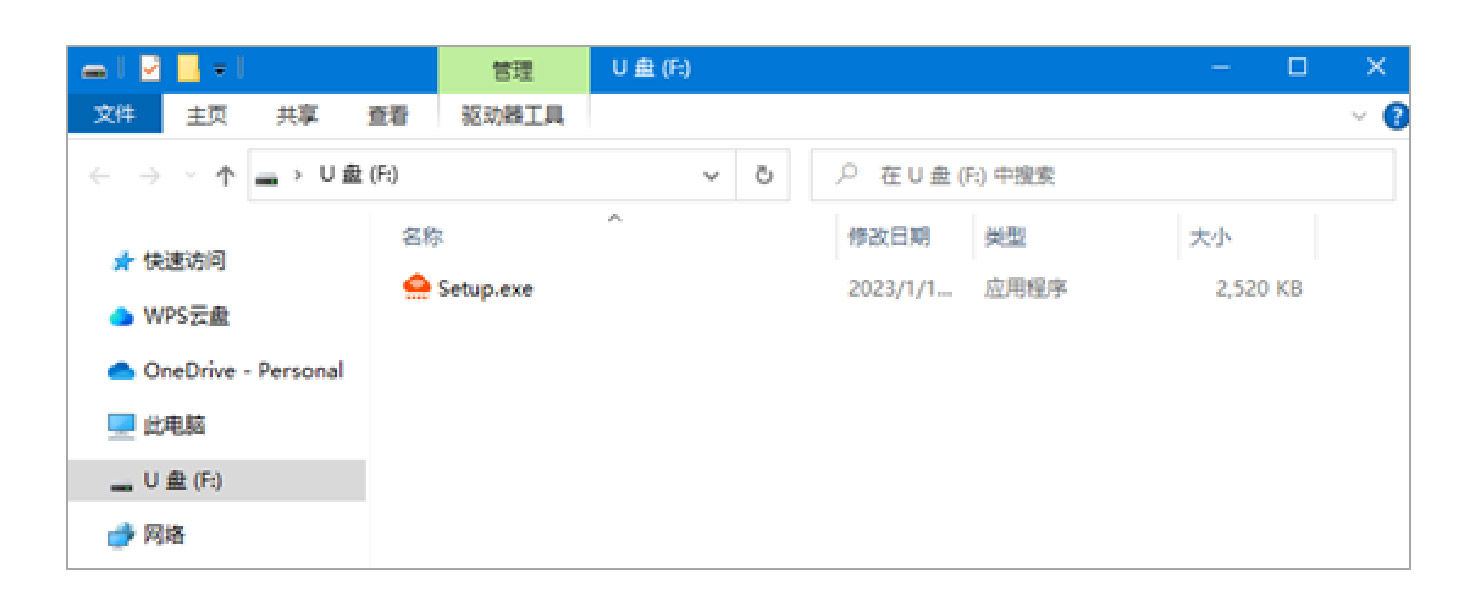 管理 U 盘 (F:)
文件 主页 共享 查看 驱动器工具
U 盘 (F:) 在 U 盘 (F:) 中搜索
名称 修改日期 类型 大小
快速访问
Setup.exe 2023/1/1... 应用程序 2,520 KB
WPS云盘
OneDrive - Personal
此电脑
U 盘 (F:)
网络